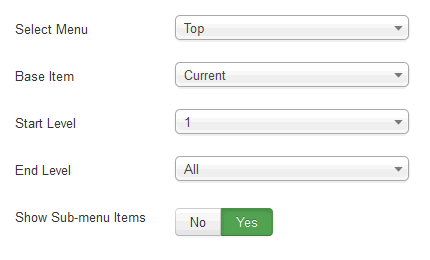 Select Menu Top
Base Item Current
Start Level 1
End Level All
Show Sub-menu Items No Yes